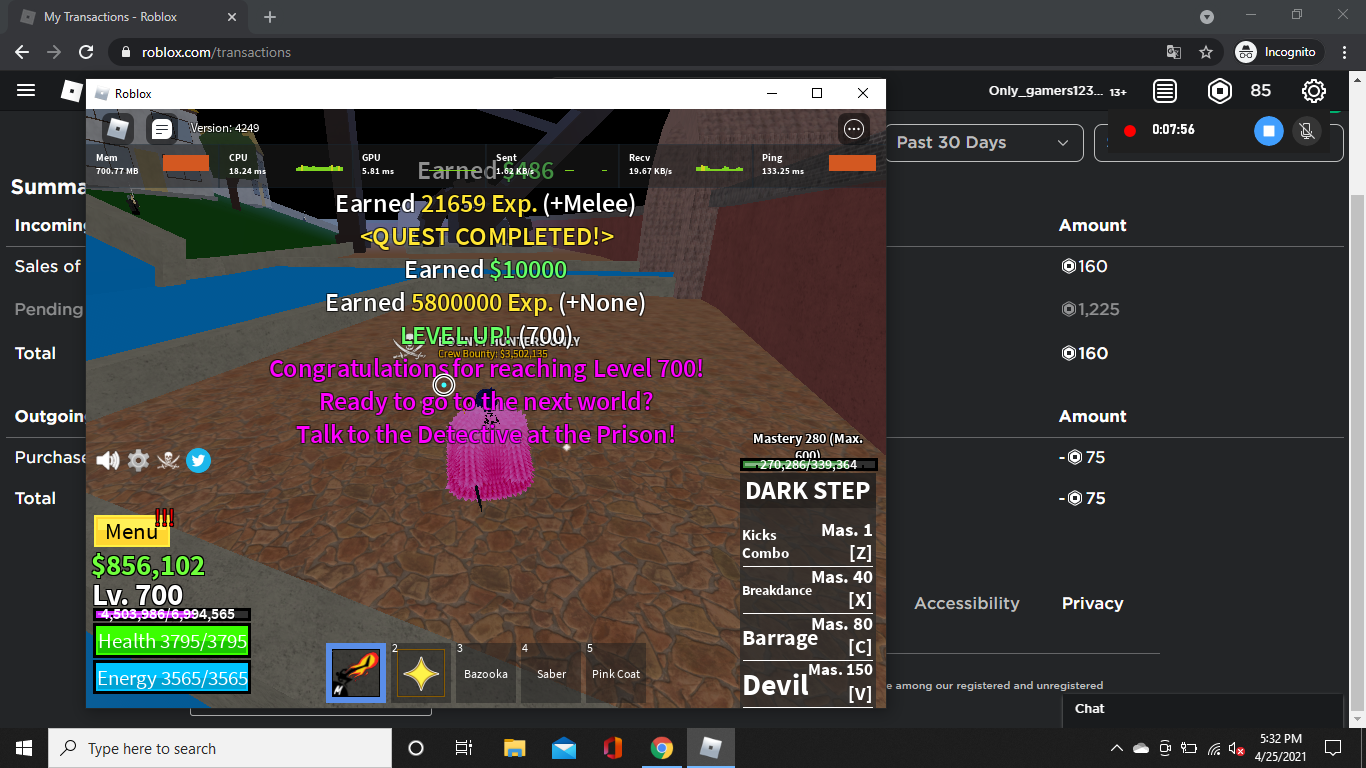 My Transactions - Roblox
roblox.com/transactions
Incognito
Only_gamers123... 13+
85
Roblox
0:07:56
Version: 4249
Past 30 Days
Mem
700.77 MB
CPU
18.24 ms
GPU
5.81 ms
Sent
1.62 KB/s
Recv
19.67 KB/s
Ping
133.25 ms
Earned $486
Summa
Earned 21659 Exp. (+Melee)
Incoming
Amount
<QUEST COMPLETED!>
Sales of
160
Earned $10000
Pending
1,225
Earned 5800000 Exp. (+None)
LEVEL UP! (700)
BOUNTY HUNTERS ONLY
Crew Bounty: $3,502,135
Total
160
Congratulations for reaching Level 700!
Ready to go to the next world?
Outgoing
Amount
Talk to the Detective at the Prison!
Mastery 280 (Max. 600)
270,286/339,364
Purchase
-75
DARK STEP
Total
-75
Kicks Combo
Mas. 1
[Z]
Menu
!!!
$856,102
Breakdance
Mas. 40
[X]
Lv. 700
4,503,986/6,994,565
Accessibility
Privacy
Health 3795/3795
Barrage
Mas. 80
[C]
Energy 3565/3565
2
3
Bazooka
4
Saber
5
Pink Coat
Devil
Mas. 150
[V]
e among our registered and unregistered
Chat
Type here to search
5:32 PM
4/25/2021